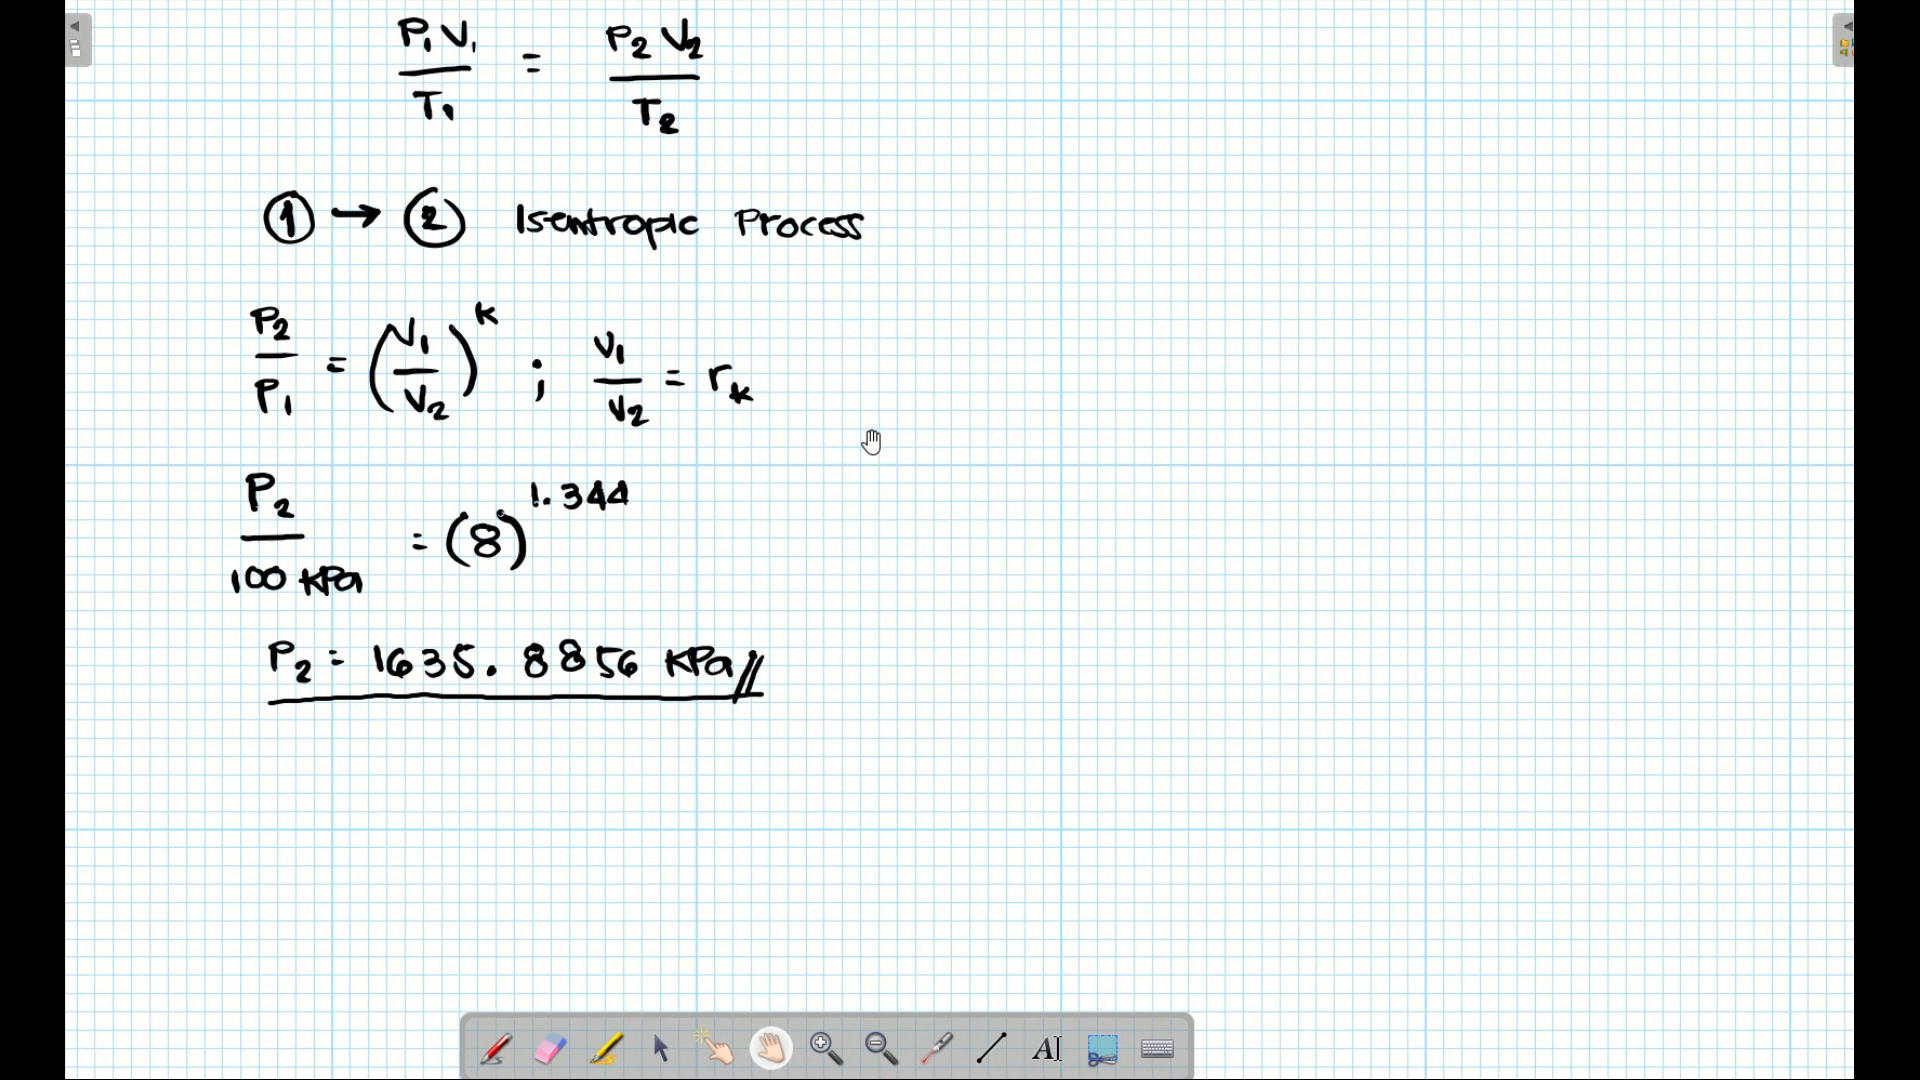 P₁V₁/T₁ = P₂V₂/T₂
① → ② Isentropic Process
P₂/P₁ = (V₁/V₂)^k ; V₁/V₂ = r_k
P₂/100 kPa = (8)^1.344
P₂ = 1635.8856 kPa//
AI